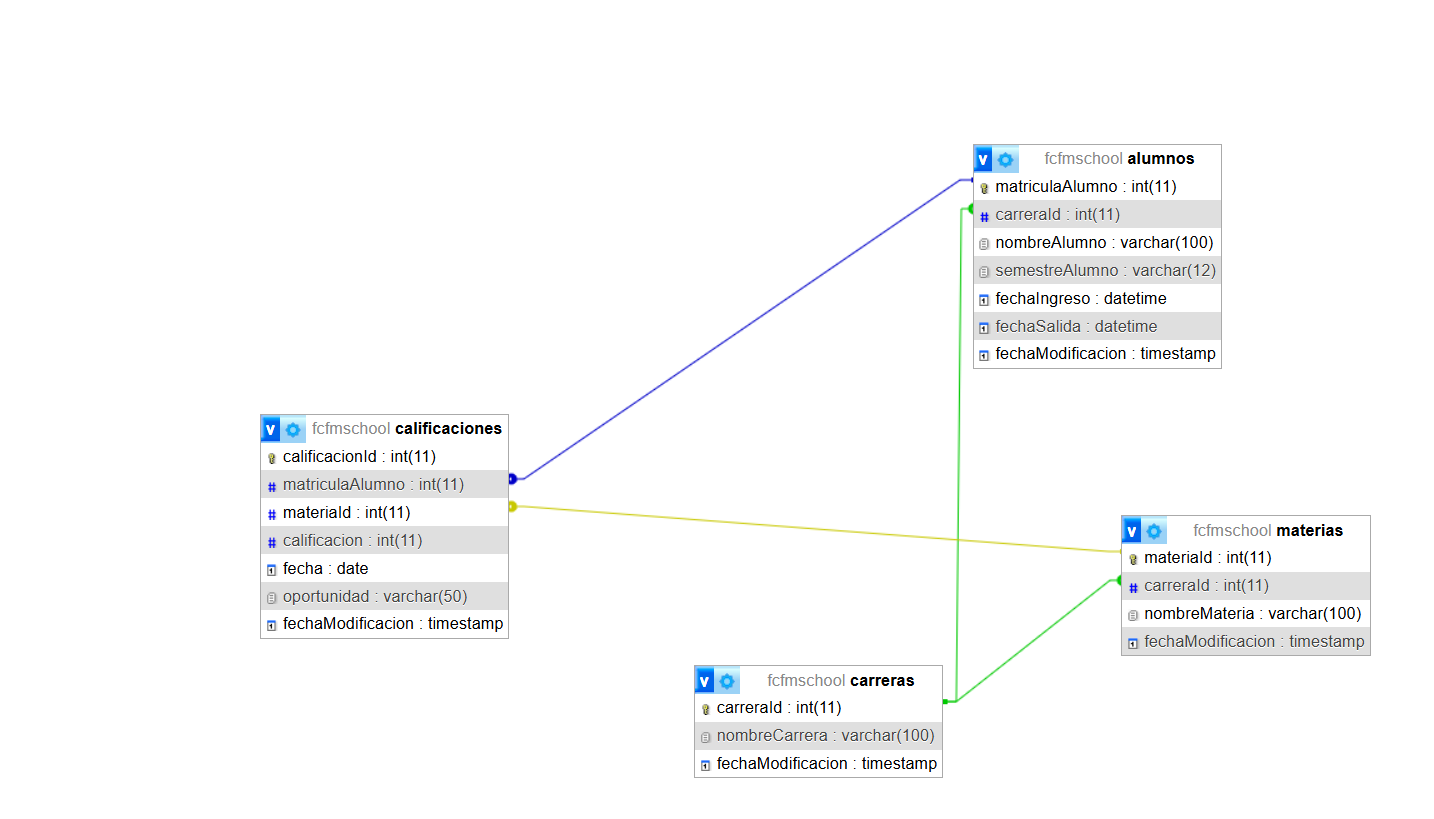 fcfmschool alumnos
matriculaAlumno : int(11)
carreraId : int(11)
nombreAlumno : varchar(100)
semestreAlumno : varchar(12)
fechaIngreso : datetime
fechaSalida : datetime
fechaModificacion : timestamp
fcfmschool calificaciones
calificacionId : int(11)
matriculaAlumno : int(11)
materiaId : int(11)
calificacion : int(11)
fecha : date
oportunidad : varchar(50)
fechaModificacion : timestamp
fcfmschool materias
materiaId : int(11)
carreraId : int(11)
nombreMateria : varchar(100)
fechaModificacion : timestamp
fcfmschool carreras
carreraId : int(11)
nombreCarrera : varchar(100)
fechaModificacion : timestamp